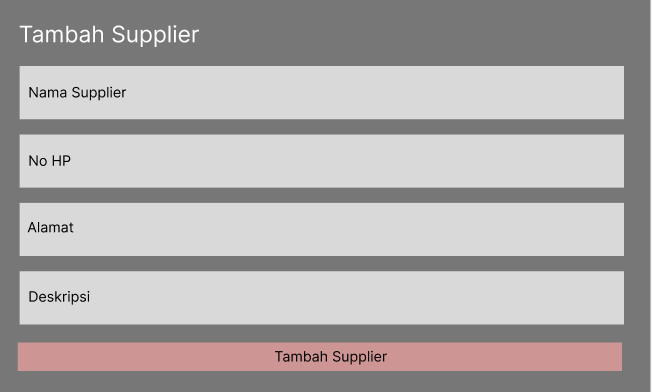 Tambah Supplier
Nama Supplier
No HP
Alamat
Deskripsi
Tambah Supplier